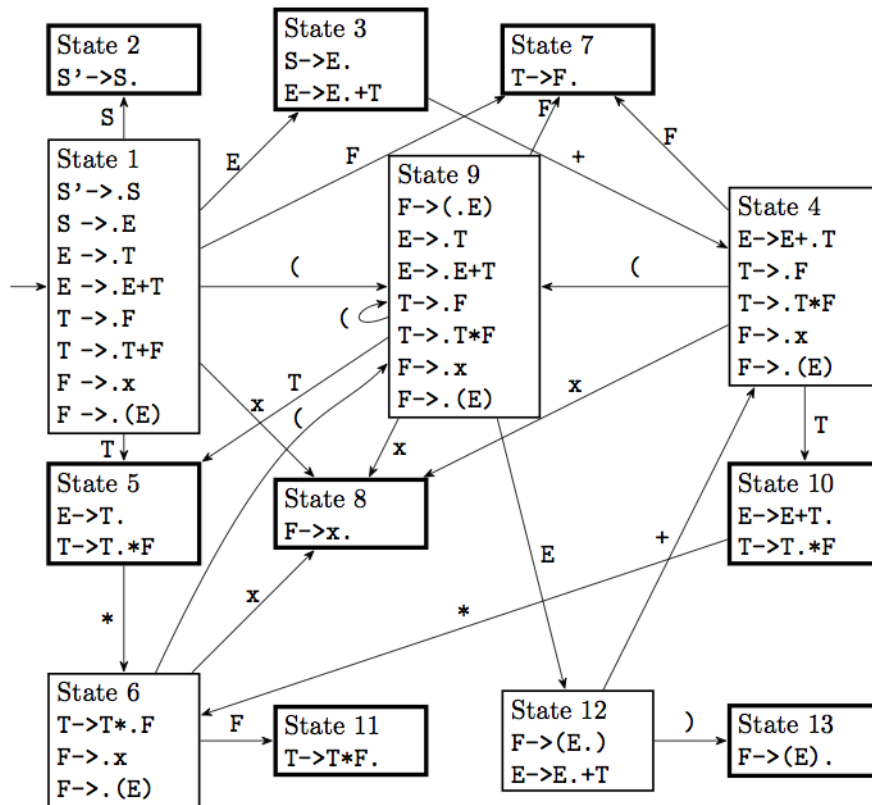 State 2
S'->S.
State 3
S->E.
E->E.+T
State 7
T->F.
S
E
F
F
+
F
State 1
S'->.S
S ->.E
E ->.T
E ->.E+T
T ->.F
T ->.T+F
F ->.x
F ->.(E)
(
State 9
F->(.E)
E->.T
E->.E+T
T->.F
T->.T*F
F->.x
F->.(E)
(
(
State 4
E->E+.T
T->.F
T->.T*F
F->.x
F->.(E)
T
x
(
T
x
x
T
State 5
E->T.
T->T.*F
State 8
F->x.
State 10
E->E+T.
T->T.*F
*
x
E
+
*
State 6
T->T*.F
F->.x
F->.(E)
F
State 11
T->T*F.
State 12
F->(E.)
E->E.+T
)
State 13
F->(E).